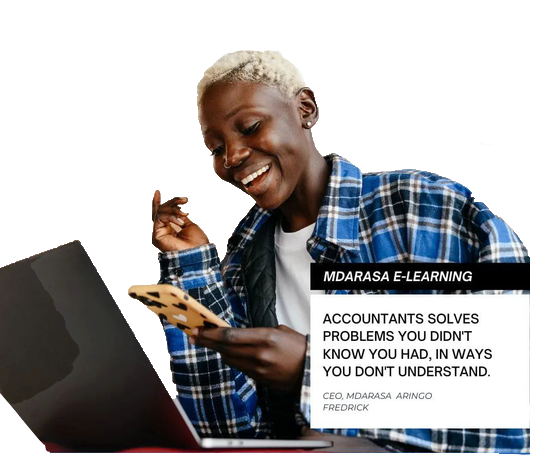 MDARASA E-LEARNING
ACCOUNTANTS SOLVES
PROBLEMS YOU DIDN'T
KNOW YOU HAD, IN WAYS
YOU DON'T UNDERSTAND.
CEO, MDARASA ARINGO
FREDRICK